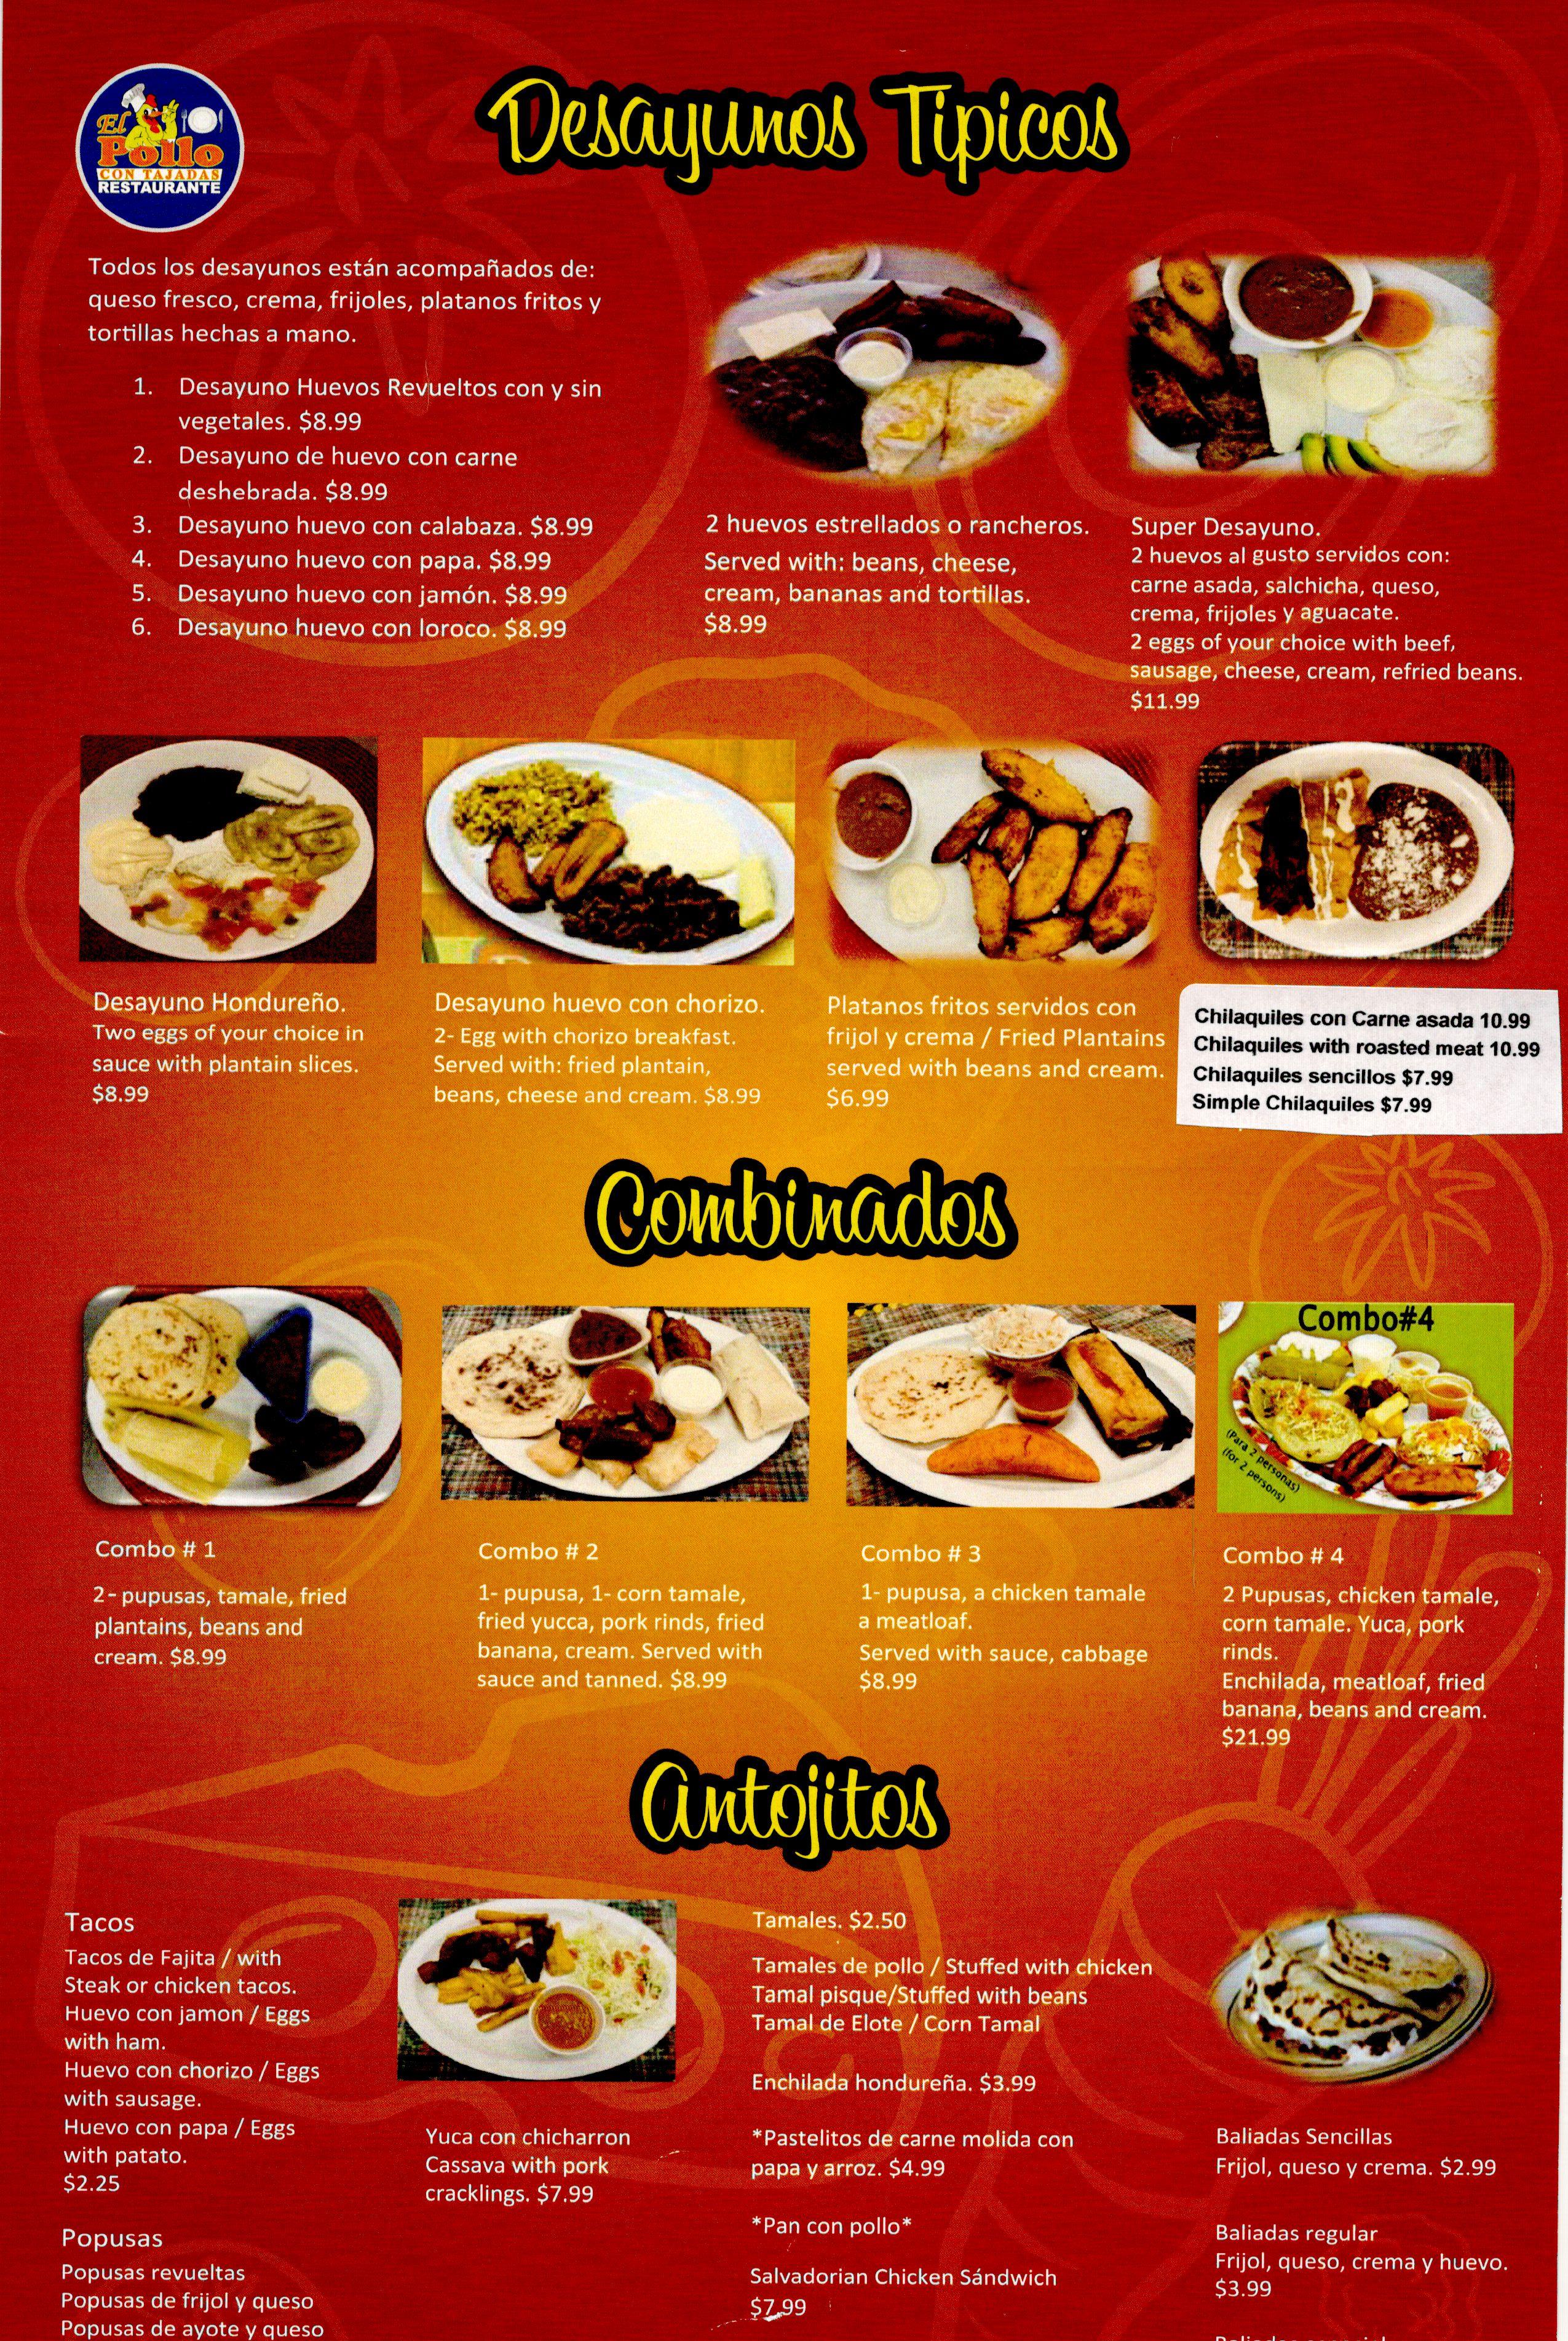 El
Pollo
CON TAJADAS
RESTAURANTE
Desayunos Tipicos
Todos los desayunos están acompañados de:
queso fresco, crema, frijoles, platanos fritos y
tortillas hechas a mano.
1. Desayuno Huevos Revueltos con y sin
vegetales. $8.99
2. Desayuno de huevo con carne
deshebrada. $8.99
3. Desayuno huevo con calabaza. $8.99
4. Desayuno huevo con papa. $8.99
5. Desayuno huevo con jamón. $8.99
6. Desayuno huevo con loroco. $8.99
2 huevos estrellados o rancheros.
Served with: beans, cheese,
cream, bananas and tortillas.
$8.99
Super Desayuno.
2 huevos al gusto servidos con:
carne asada, salchicha, queso,
crema, frijoles y aguacate.
2 eggs of your choice with beef,
sausage, cheese, cream, refried beans.
$11.99
Desayuno Hondureño.
Two eggs of your choice in
sauce with plantain slices.
$8.99
Desayuno huevo con chorizo.
2- Egg with chorizo breakfast.
Served with: fried plantain,
beans, cheese and cream. $8.99
Platanos fritos servidos con
frijol y crema / Fried Plantains
served with beans and cream.
$6.99
Chilaquiles con Carne asada 10.99
Chilaquiles with roasted meat 10.99
Chilaquiles sencillos $7.99
Simple Chilaquiles $7.99
Combinados
Combo#4
(Para 2 personas)
(for 2 persons)
Combo # 1
2- pupusas, tamale, fried
plantains, beans and
cream. $8.99
Combo # 2
1- pupusa, 1- corn tamale,
fried yucca, pork rinds, fried
banana, cream. Served with
sauce and tanned. $8.99
Combo # 3
1- pupusa, a chicken tamale
a meatloaf.
Served with sauce, cabbage
$8.99
Combo # 4
2 Pupusas, chicken tamale,
corn tamale. Yuca, pork
rinds.
Enchilada, meatloaf, fried
banana, beans and cream.
$21.99
Antojitos
Tacos
Tacos de Fajita / with
Steak or chicken tacos.
Huevo con jamon / Eggs
with ham.
Huevo con chorizo / Eggs
with sausage.
Huevo con papa / Eggs
with patato.
$2.25
Popusas
Popusas revueltas
Popusas de frijol y queso
Popusas de ayote y queso
Yuca con chicharron
Cassava with pork
cracklings. $7.99
Tamales. $2.50
Tamales de pollo / Stuffed with chicken
Tamal pisque/Stuffed with beans
Tamal de Elote / Corn Tamal
Enchilada hondureña. $3.99
*Pastelitos de carne molida con
papa y arroz. $4.99
*Pan con pollo*
Salvadorian Chicken Sándwich
$7.99
Baliadas Sencillas
Frijol, queso y crema. $2.99
Baliadas regular
Frijol, queso, crema y huevo.
$3.99